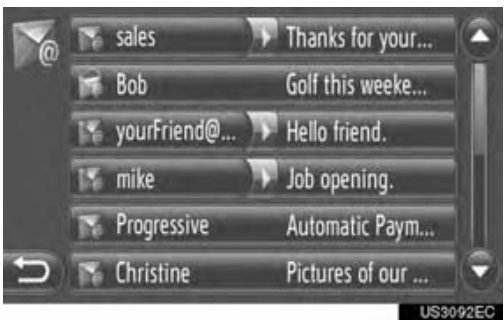 sales Thanks for your...
Bob Golf this weeke...
yourFriend@... Hello friend.
mike Job opening.
Progressive Automatic Paym...
Christine Pictures of our ...
US3092EC